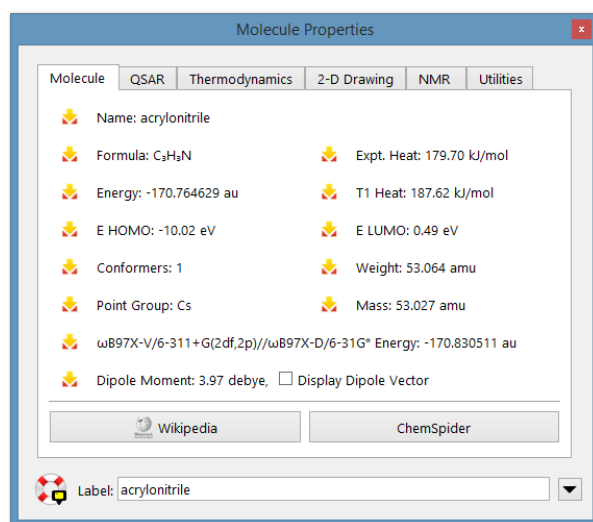 Molecule Properties
x
Molecule QSAR Thermodynamics 2-D Drawing NMR Utilities
Name: acrylonitrile
Formula: C₃H₃N Expt. Heat: 179.70 kJ/mol
Energy: -170.764629 au T1 Heat: 187.62 kJ/mol
E HOMO: -10.02 eV E LUMO: 0.49 eV
Conformers: 1 Weight: 53.064 amu
Point Group: Cs Mass: 53.027 amu
ωB97X-V/6-311+G(2df,2p)//ωB97X-D/6-31G* Energy: -170.830511 au
Dipole Moment: 3.97 debye, Display Dipole Vector
Wikipedia ChemSpider
Label: acrylonitrile